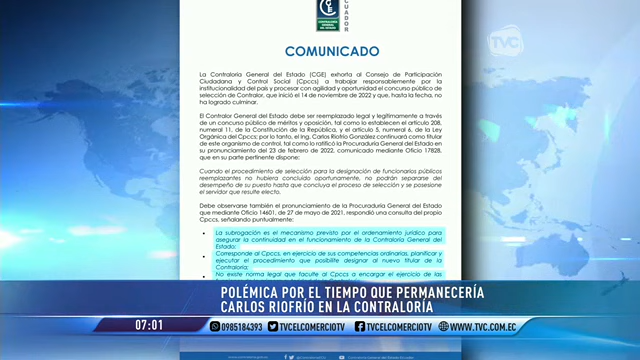 CGE
CONTRALORÍA
GENERAL DEL ESTADO
ECUADOR
TVC
COMUNICADO
La Contraloría General del Estado (CGE) exhorta al Consejo de Participación
Ciudadana y Control Social (Cpccs) a trabajar responsablemente por la
institucionalidad del país y procesar con agilidad y oportunidad el concurso público de
selección de Contralor, que inició el 14 de noviembre de 2022 y que, hasta la fecha, no
ha logrado culminar.
El Contralor General del Estado debe ser reemplazado legal y legítimamente a través
de un concurso público de méritos y oposición, tal como lo establecen el artículo 208,
numeral 11, de la Constitución de la República, y el artículo 5, numeral 6, de la Ley
Orgánica del Cpccs; por lo tanto, el Ing. Carlos Riofrío González continuará como titular
de este organismo de control, tal como lo ratificó la Procuraduría General del Estado en
su pronunciamiento del 23 de febrero de 2022, comunicado mediante Oficio 17828,
que en su parte pertinente dispone:
Cuando el procedimiento de selección para la designación de funcionarios públicos
reemplazantes no hubiera concluido oportunamente, no podrán separarse del
desempeño de su puesto hasta que concluya el proceso de selección y se posesione
el servidor que resulte electo.
Debe observarse también el pronunciamiento de la Procuraduría General del Estado
que mediante Oficio 14601, de 27 de mayo de 2021, respondió una consulta del propio
Cpccs, señalando puntualmente:
• La subrogación es el mecanismo previsto por el ordenamiento jurídico para
asegurar la continuidad en el funcionamiento de la Contraloría General del
Estado;
• Corresponde al Cpccs, en ejercicio de sus competencias ordinarias, planificar y
ejecutar el procedimiento que posibilite designar al nuevo titular de la
Contraloría;
• No existe norma legal que faculte al Cpccs a encargar el ejercicio de las
POLÉMICA POR EL TIEMPO QUE PERMANECERÍA
CARLOS RIOFRÍO EN LA CONTRALORÍA
07:01 0985184393 TVCELCOMERCIOTV TVCELCOMERCIOTV WWW.TVC.COM.EC